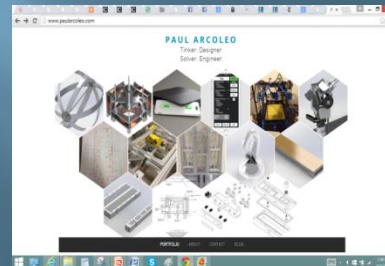 www.paularcoleo.com
PAUL ARCOLEO
Tinker. Designer.
Solver. Engineer.
PORTFOLIO ABOUT CONTACT BLOG